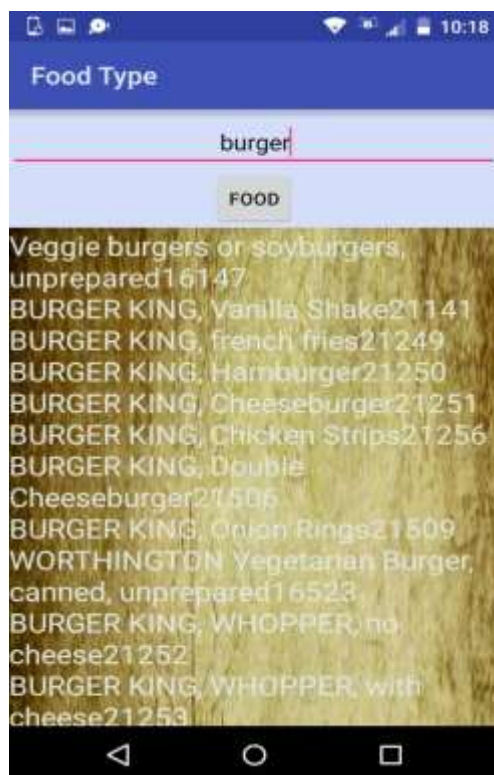 10:18
Food Type
burger
FOOD
Veggie burgers or soyburgers,
unprepared16147
BURGER KING, Vanilla Shake21141
BURGER KING, french fries21249
BURGER KING, Hamburger21250
BURGER KING, Cheeseburger21251
BURGER KING, Chicken Strips21256
BURGER KING, Double
Cheeseburger21506
BURGER KING, Onion Rings21509
WORTHINGTON Vegetarian Burger,
canned, unprepared16523
BURGER KING, WHOPPER, no
cheese21252
BURGER KING, WHOPPER, with
cheese21253